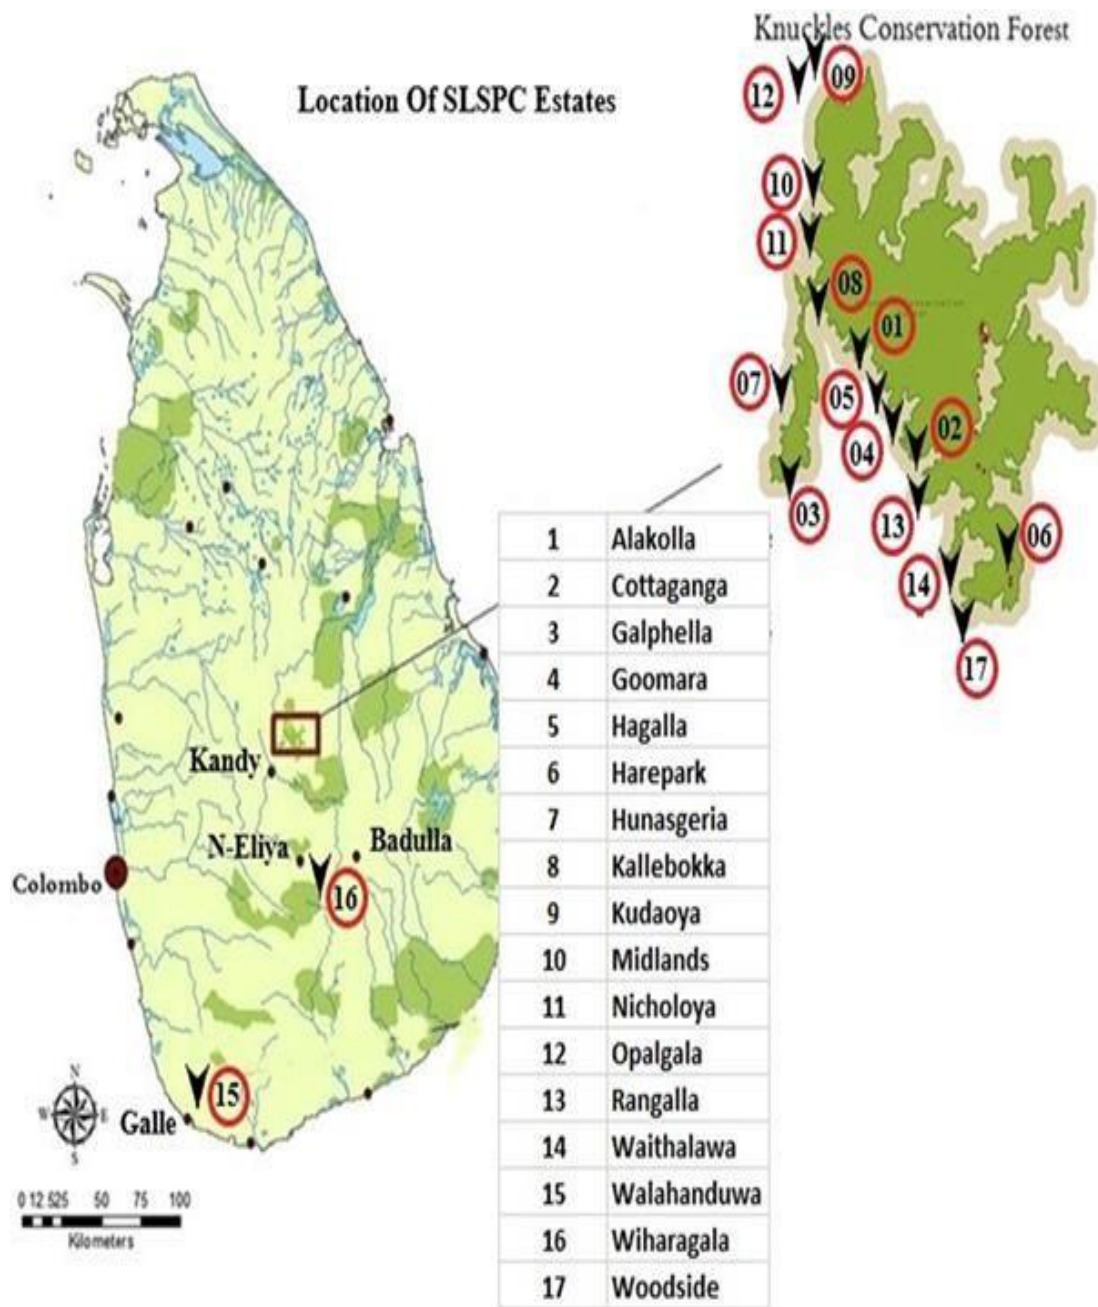 Knuckles Conservation Forest
Location Of SLSPC Estates
09
12
10
11
08
01
07
05
02
04
03
13
06
14
17
1 Alakolla
2 Cottaganga
3 Galphella
4 Goomara
5 Hagalla
6 Harepark
7 Hunasgeria
8 Kallebokka
9 Kudaoya
10 Midlands
11 Nicholoya
12 Opalgala
13 Rangalla
14 Waithalawa
15 Walahanduwa
16 Wiharagala
17 Woodside
Kandy
N-Eliya
Badulla
Colombo
16
15
Galle
N
W E
S
0 12.525 50 75 100
Kilometers